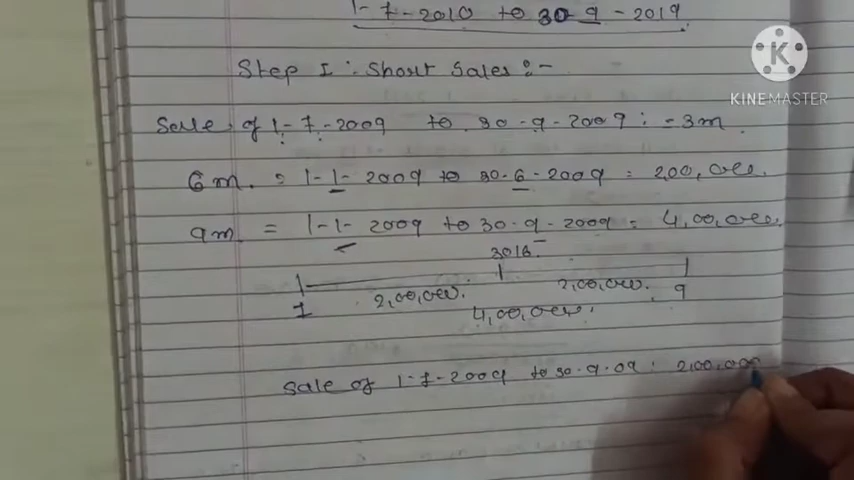 1-7-2010 to 30-9-2019
Step I : Short Sales :-
KINEMASTER
Sale of 1-7-2009 to 30-9-2009 : - 3m
6m. = 1-1-2009 to 30-6-2009 = 200,000.
9m = 1-1-2009 to 30-9-2009 = 4,00,000.
30/6.
1 2,00,000. 2,00,000. 9
4,00,000.
Sale of 1-7-2009 to 30.9.09 : 2,00,000